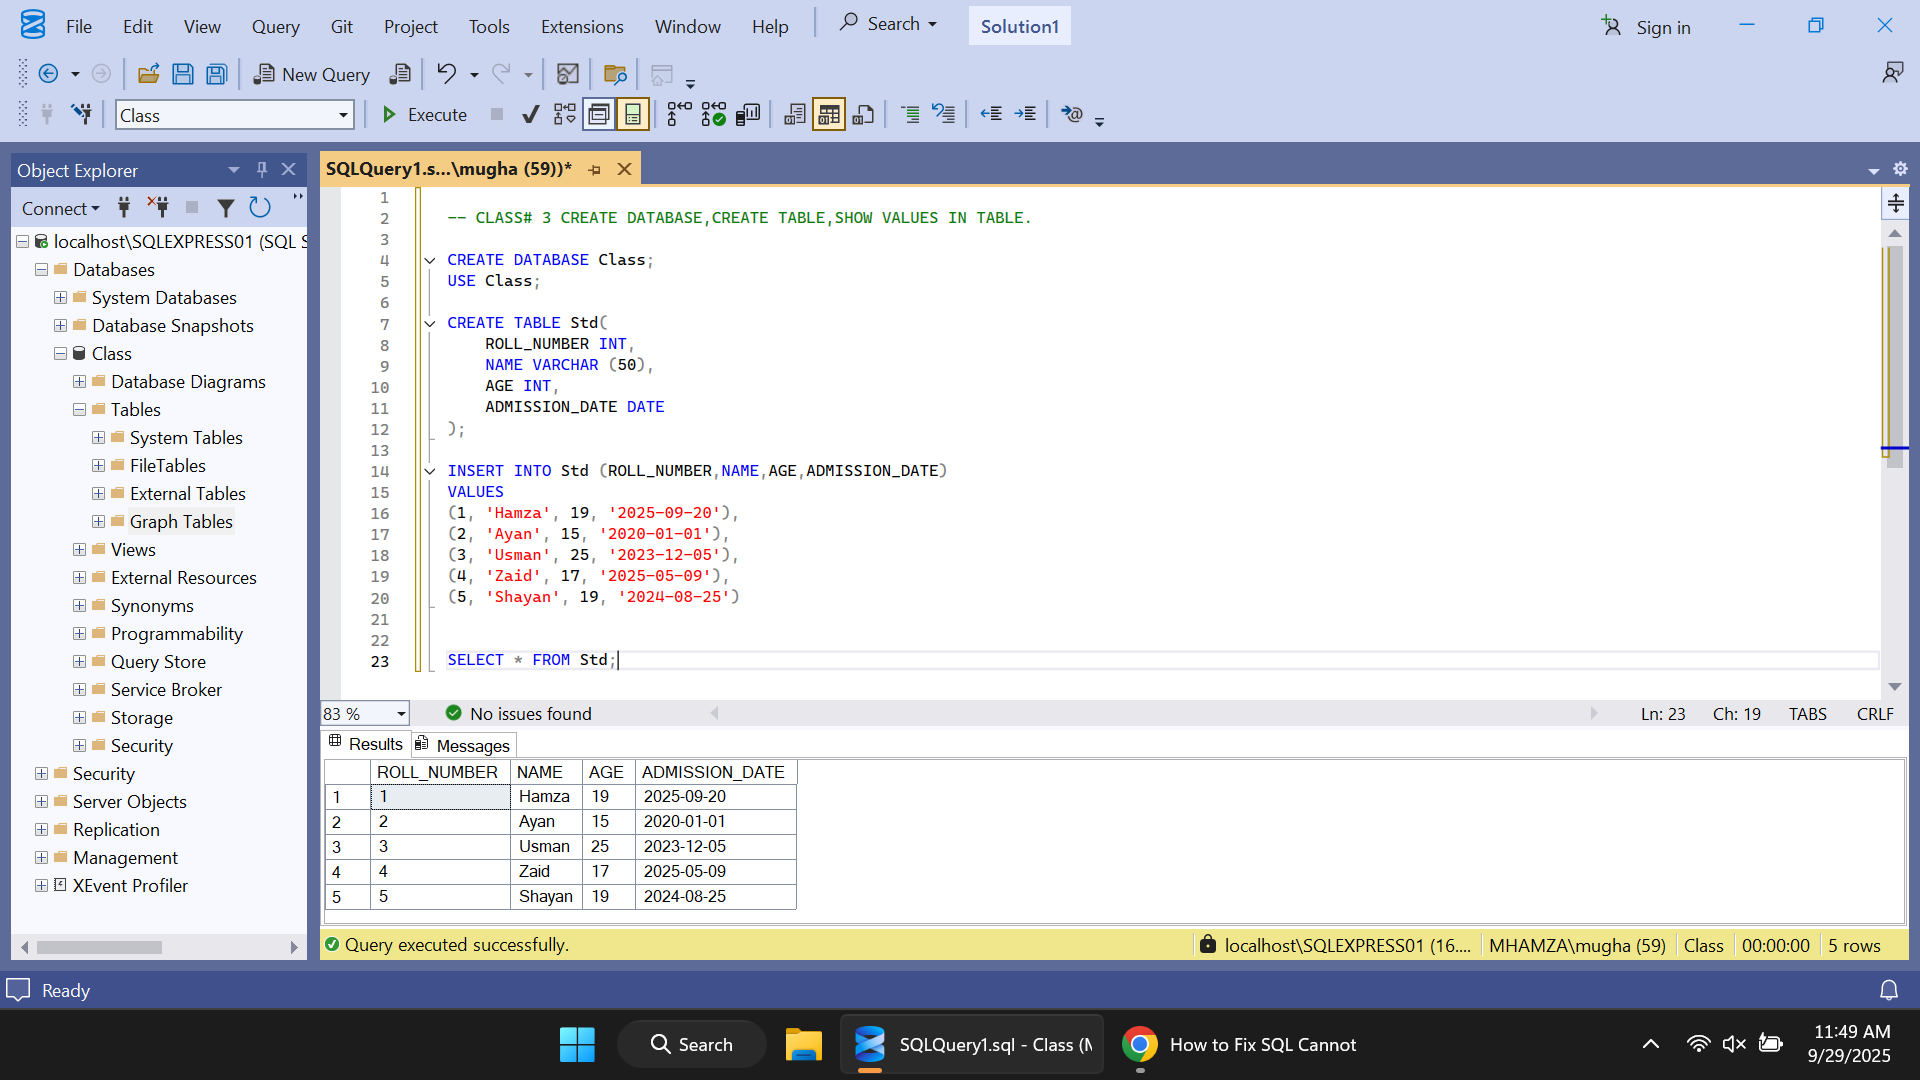 File Edit View Query Git Project Tools Extensions Window Help Search Solution1 Sign in
New Query
Class Execute
Object Explorer
Connect
localhost\SQLEXPRESS01 (SQL S
Databases
System Databases
Database Snapshots
Class
Database Diagrams
Tables
System Tables
FileTables
External Tables
Graph Tables
Views
External Resources
Synonyms
Programmability
Query Store
Service Broker
Storage
Security
Security
Server Objects
Replication
Management
XEvent Profiler
SQLQuery1.s...\mugha (59))*
1
2 -- CLASS# 3 CREATE DATABASE,CREATE TABLE,SHOW VALUES IN TABLE.
3
4 CREATE DATABASE Class;
5 USE Class;
6
7 CREATE TABLE Std(
8 ROLL_NUMBER INT,
9 NAME VARCHAR (50),
10 AGE INT,
11 ADMISSION_DATE DATE
12 );
13
14 INSERT INTO Std (ROLL_NUMBER,NAME,AGE,ADMISSION_DATE)
15 VALUES
16 (1, 'Hamza', 19, '2025-09-20'),
17 (2, 'Ayan', 15, '2020-01-01'),
18 (3, 'Usman', 25, '2023-12-05'),
19 (4, 'Zaid', 17, '2025-05-09'),
20 (5, 'Shayan', 19, '2024-08-25')
21
22
23 SELECT * FROM Std;
83 % No issues found Ln: 23 Ch: 19 TABS CRLF
Results Messages
ROLL_NUMBER NAME AGE ADMISSION_DATE
1 1 Hamza 19 2025-09-20
2 2 Ayan 15 2020-01-01
3 3 Usman 25 2023-12-05
4 4 Zaid 17 2025-05-09
5 5 Shayan 19 2024-08-25
Query executed successfully. localhost\SQLEXPRESS01 (16.... MHAMZA\mugha (59) Class 00:00:00 5 rows
Ready
Search SQLQuery1.sql - Class (M How to Fix SQL Cannot 11:49 AM
9/29/2025